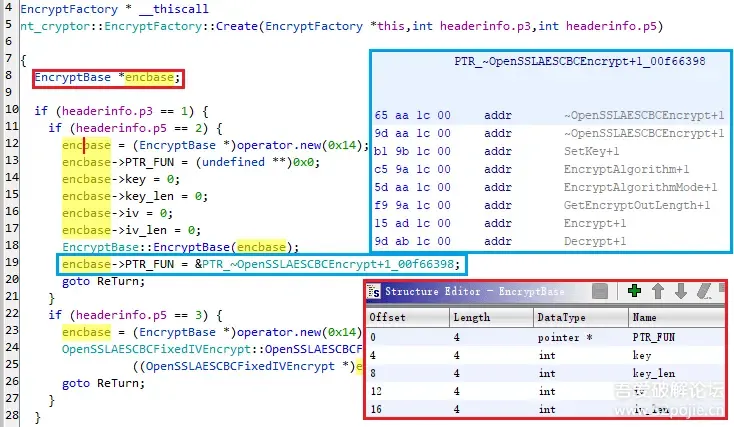 4 EncryptFactory * __thiscall
5 nt_cryptor::EncryptFactory::Create(EncryptFactory *this,int headerinfo.p3,int headerinfo.p5)
6
7 {
8 EncryptBase *encbase;
9
10 if (headerinfo.p3 == 1) {
11 if (headerinfo.p5 == 2) {
12 encbase = (EncryptBase *)operator.new(0x14);
13 encbase->PTR_FUN = (undefined **)0x0;
14 encbase->key = 0;
15 encbase->key_len = 0;
16 encbase->iv = 0;
17 encbase->iv_len = 0;
18 EncryptBase::EncryptBase(encbase);
19 encbase->PTR_FUN = &PTR_~OpenSSLAESCBCEncrypt+1_00f66398;
20 goto ReTurn;
21 }
22 if (headerinfo.p5 == 3) {
23 encbase = (EncryptBase *)operator.new(0x14)
24 OpenSSLAESCBCFixedIVEncrypt::OpenSSLAESCBCF
25 ((OpenSSLAESCBCFixedIVEncrypt *)e
26 goto ReTurn;
27 }
28 }
PTR_~OpenSSLAESCBCEncrypt+1_00f66398
65 aa 1c 00 addr ~OpenSSLAESCBCEncrypt+1
9d aa 1c 00 addr ~OpenSSLAESCBCEncrypt+1
b1 9b 1c 00 addr SetKey+1
c5 9a 1c 00 addr EncryptAlgorithm+1
5d aa 1c 00 addr EncryptAlgorithmMode+1
f9 9a 1c 00 addr GetEncryptOutLength+1
15 ad 1c 00 addr Encrypt+1
9d ab 1c 00 addr Decrypt+1
Structure Editor - EncryptBase
Offset Length DataType Name
0 4 pointer * PTR_FUN
4 4 int key
8 4 int key_len
12 4 int iv
16 4 int iv_len
吾爱破解论坛